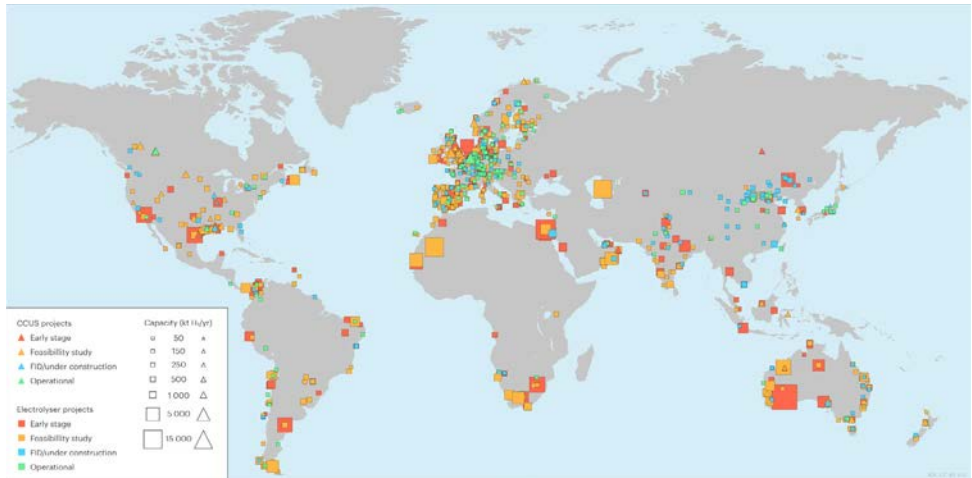 CCUS projects
Early stage
Feasibility study
FID/under construction
Operational
Electrolyser projects
Early stage
Feasibility study
FID/under construction
Operational
Capacity (kt H₂/yr)
50
150
250
500
1 000
5 000
15 000